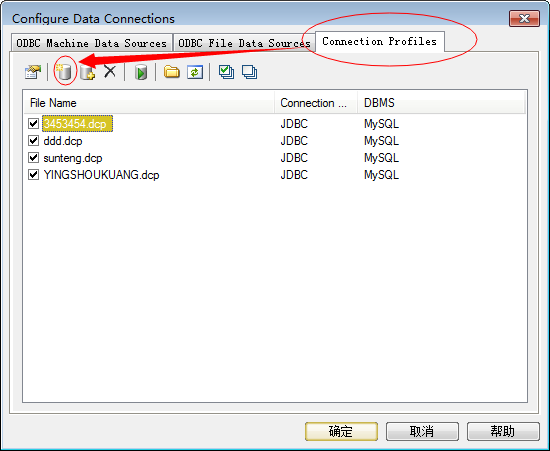 Configure Data Connections
ODBC Machine Data Sources ODBC File Data Sources Connection Profiles
File Name Connection ... DBMS
3453454.dcp JDBC MySQL
ddd.dcp JDBC MySQL
sunteng.dcp JDBC MySQL
YINGSHOUKUANG.dcp JDBC MySQL
确定 取消 帮助